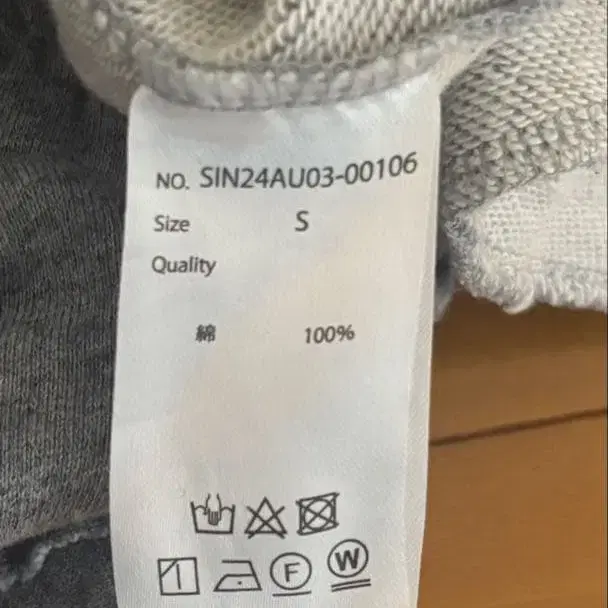 NO. SIN24AU03-00106
Size S
Quality
綿 100%
F W